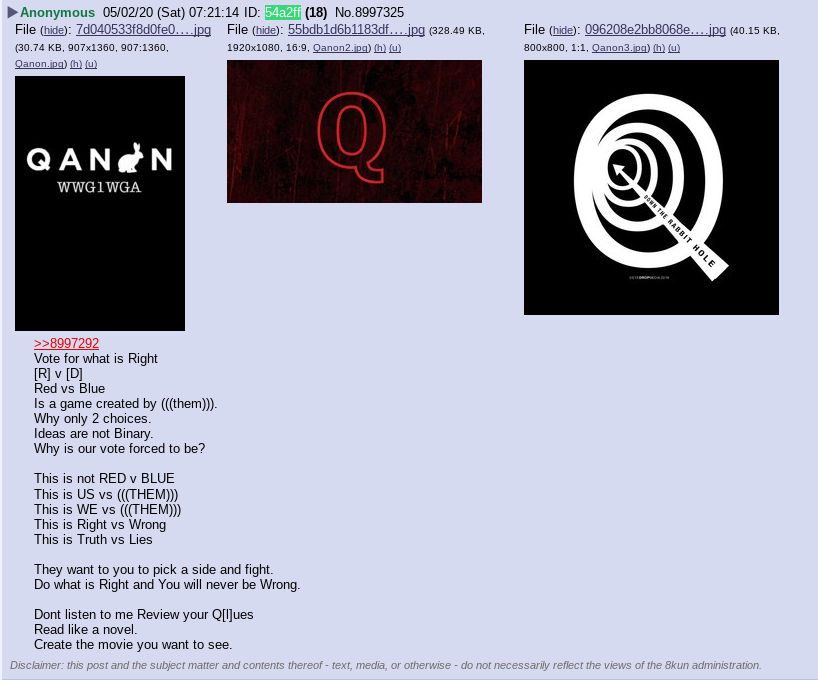 Anonymous 05/02/20 (Sat) 07:21:14 ID: 54a2ff (18) No.8997325
File (hide): 7d040533f8d0fe0….jpg
(30.74 KB, 907x1360, 907:1360,
Qanon.jpg) (h) (u)
File (hide): 55bdb1d6b1183df….jpg (328.49 KB,
1920x1080, 16:9, Qanon2.jpg) (h) (u)
File (hide): 096208e2bb8068e….jpg (40.15 KB,
800x800, 1:1, Qanon3.jpg) (h) (u)
QANON
WWG1WGA
Q
DOWN THE RABBIT HOLE
>>8997292
Vote for what is Right
[R] v [D]
Red vs Blue
Is a game created by (((them))).
Why only 2 choices.
Ideas are not Binary.
Why is our vote forced to be?
This is not RED v BLUE
This is US vs (((THEM)))
This is WE vs (((THEM)))
This is Right vs Wrong
This is Truth vs Lies
They want to you to pick a side and fight.
Do what is Right and You will never be Wrong.
Dont listen to me Review your Q[l]ues
Read like a novel.
Create the movie you want to see.
Disclaimer: this post and the subject matter and contents thereof - text, media, or otherwise - do not necessarily reflect the views of the 8kun administration.